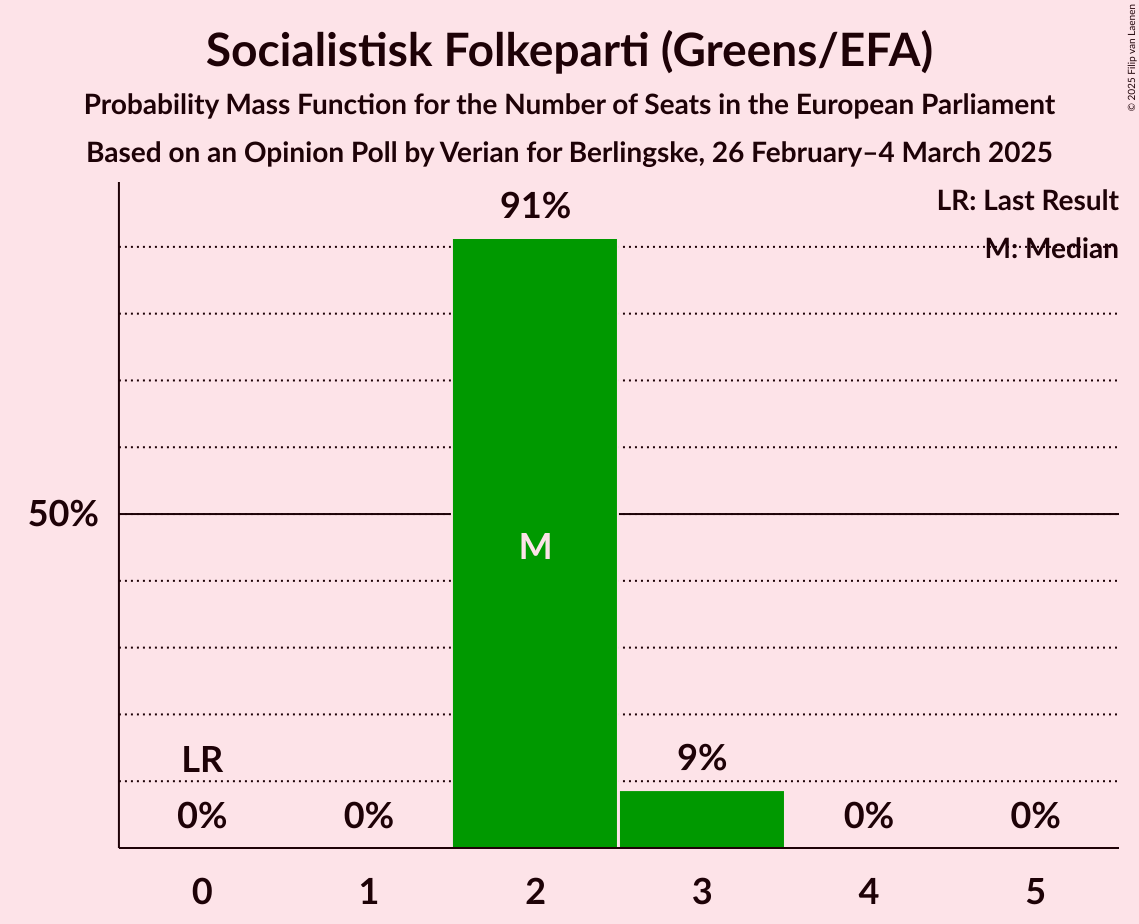 Socialistisk Folkeparti (Greens/EFA)
Probability Mass Function for the Number of Seats in the European Parliament
Based on an Opinion Poll by Verian for Berlingske, 26 February–4 March 2025
© 2025 Filip van Laenen
LR: Last Result
M: Median
91%
50%
M
LR
9%
0%
0%
0%
0%
0
1
2
3
4
5